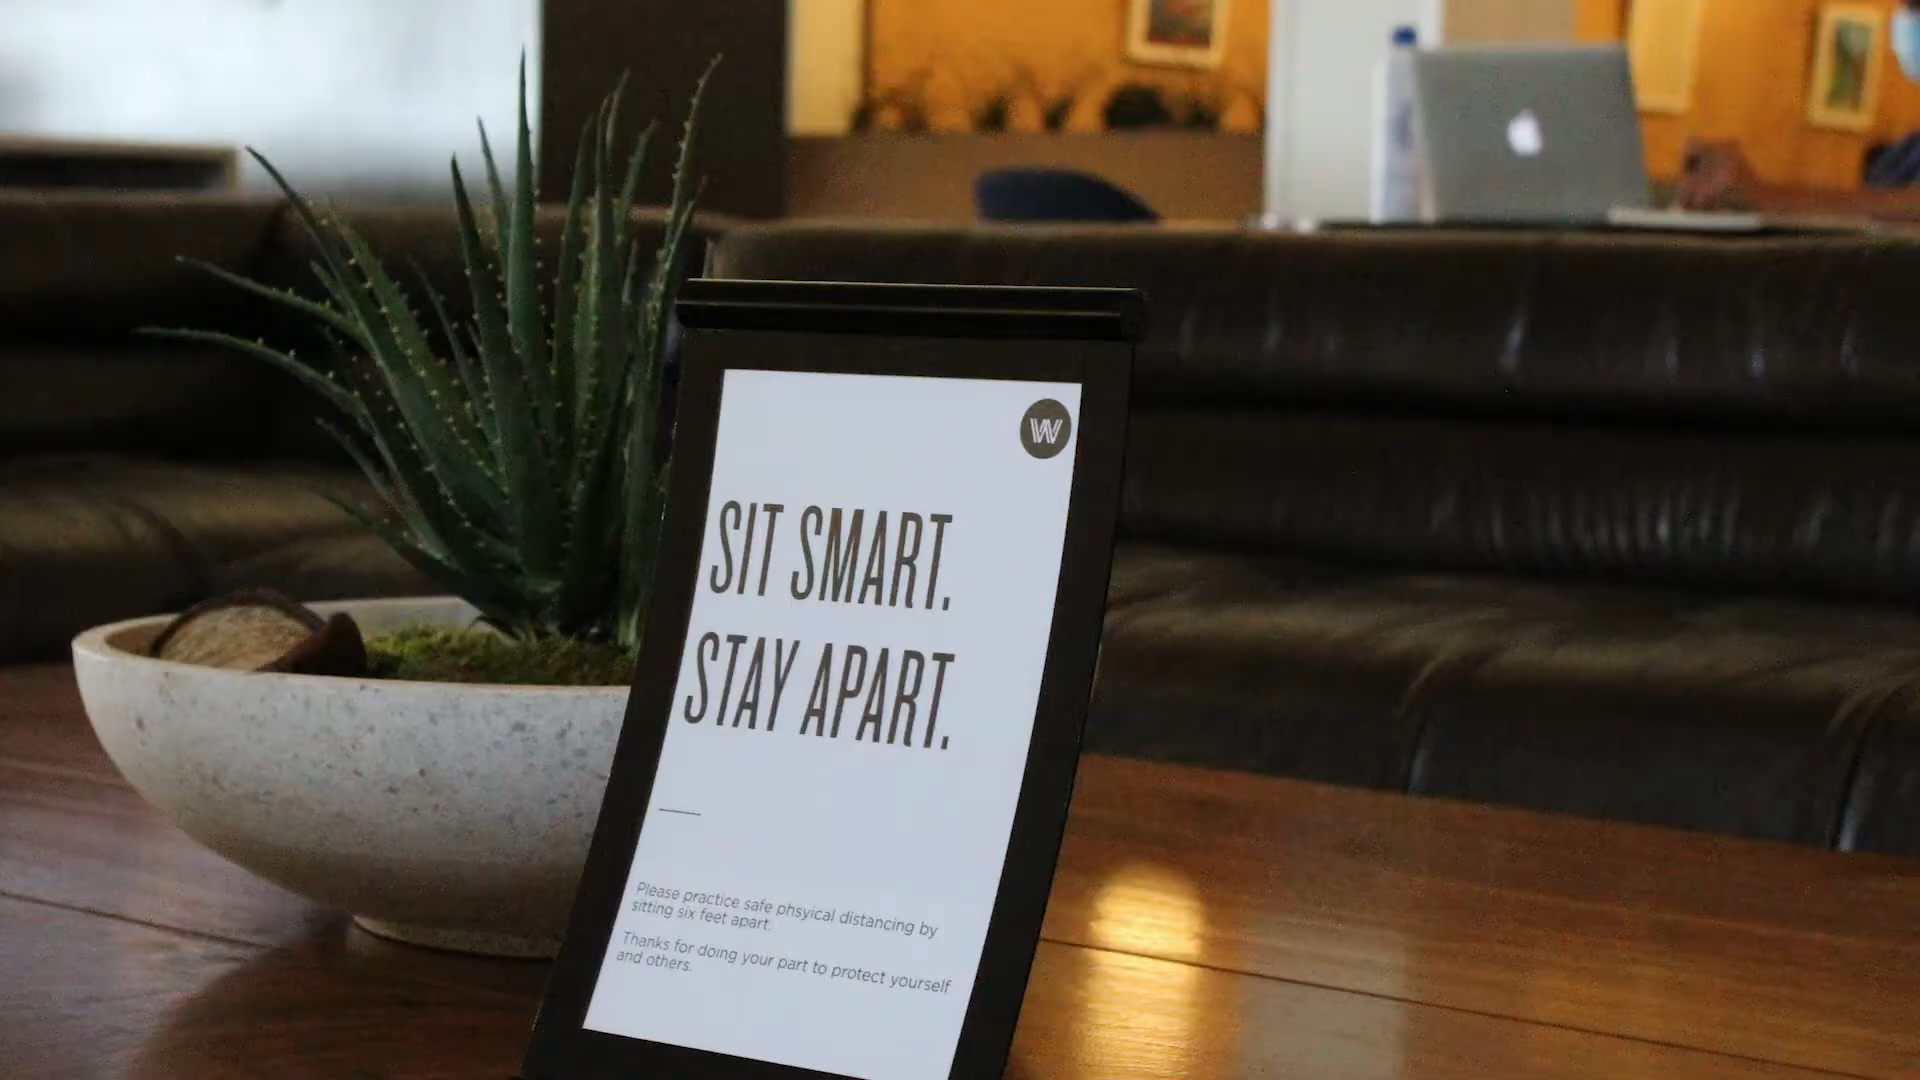 W
SIT SMART.
STAY APART.
Please practice safe phsyical distancing by
sitting six feet apart.
Thanks for doing your part to protect yourself
and others.